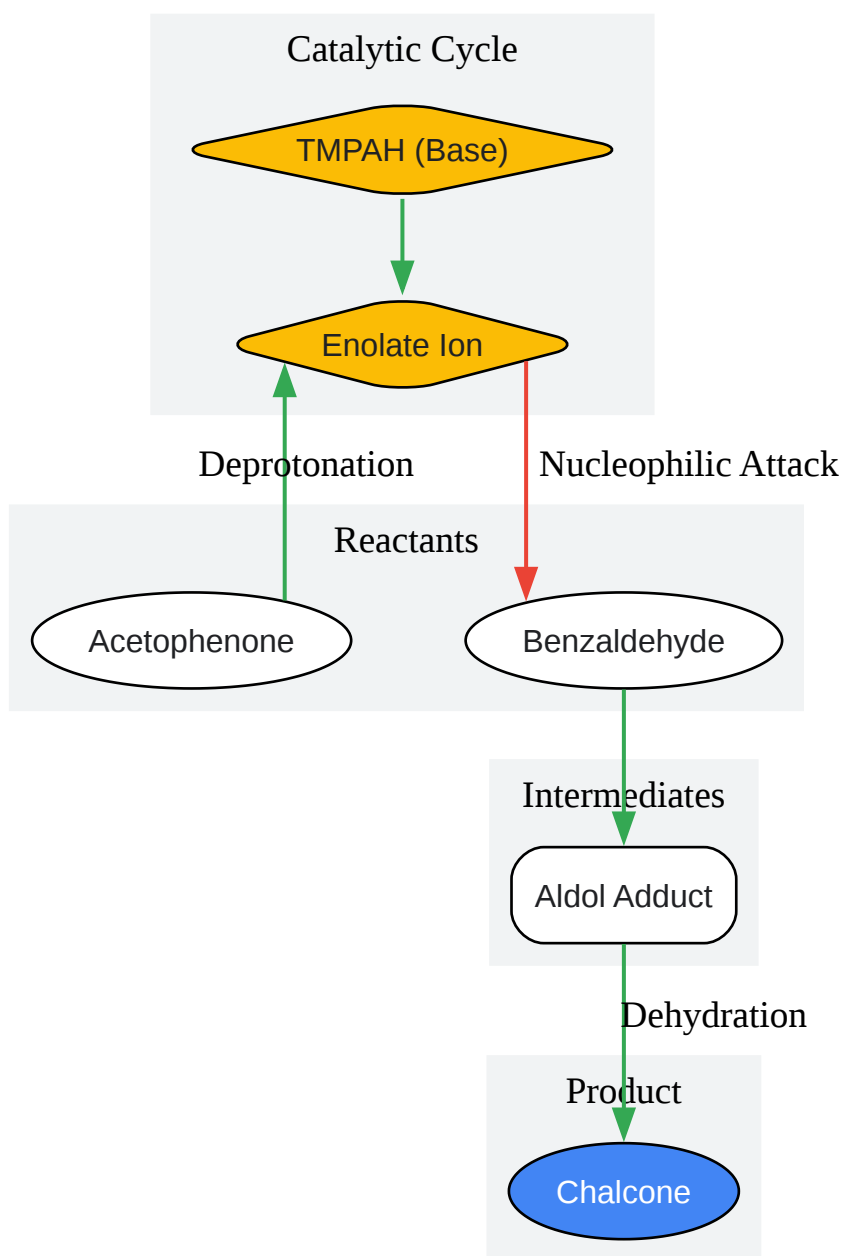 Catalytic Cycle
TMPAH (Base)
Enolate Ion
Deprotonation
Nucleophilic Attack
Reactants
Acetophenone
Benzaldehyde
Intermediates
Aldol Adduct
Dehydration
Product
Chalcone